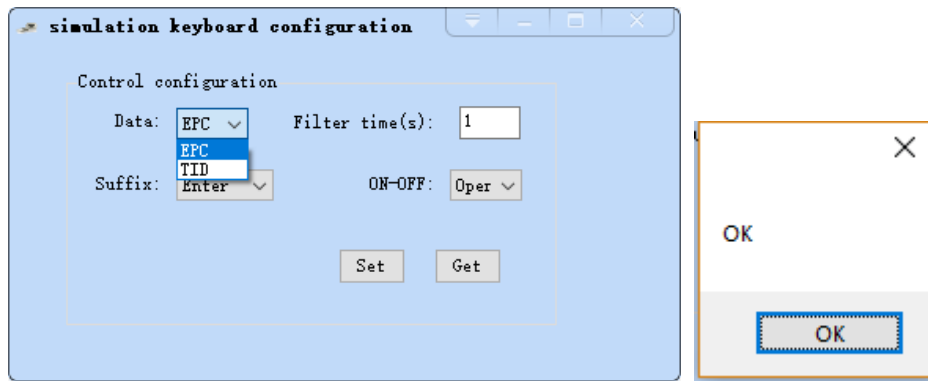 simulation keyboard configuration
Control configuration
Data: EPC Filter time(s): 1
EPC
TID
Suffix: Enter ON-OFF: Oper
Set Get
OK
OK